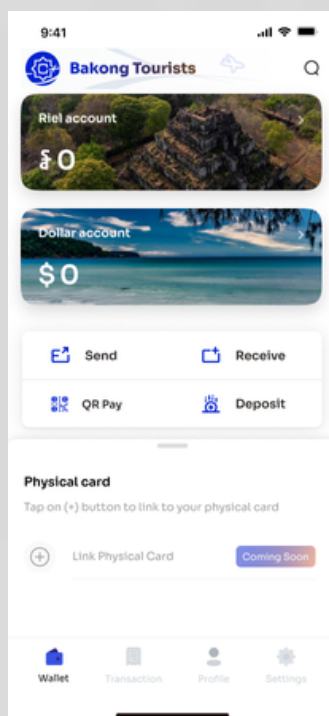 9:41
Bakong Tourists
Riel account
៛ 0
Dollar account
$ 0
Send
Receive
QR Pay
Deposit
Physical card
Tap on (+) button to link to your physical card
Link Physical Card
Coming Soon
Wallet
Transaction
Profile
Settings